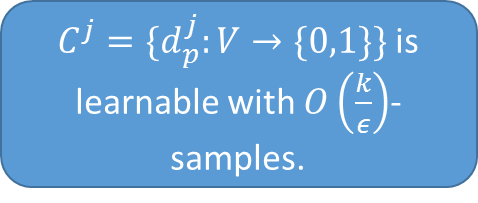 C^j = {d_p^j: V → {0,1}} is
learnable with O (k/ϵ)-
samples.